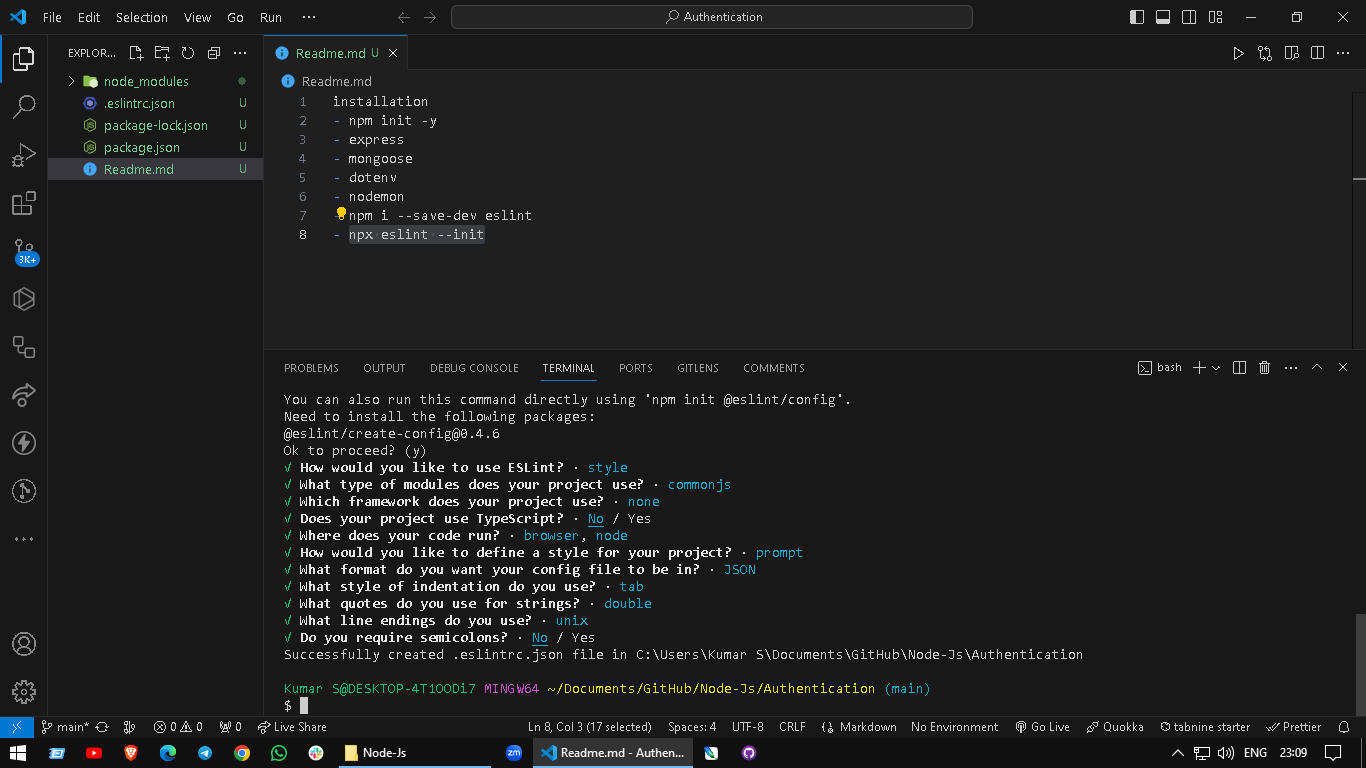 File Edit Selection View Go Run ··· Authentication
EXPLOR...
node_modules
.eslintrc.json U
package-lock.json U
package.json U
Readme.md U
3K+
Readme.md U
Readme.md
1 installation
2 - npm init -y
3 - express
4 - mongoose
5 - dotenv
6 - nodemon
7 - npm i --save-dev eslint
8 - npx·eslint·--init
PROBLEMS OUTPUT DEBUG CONSOLE TERMINAL PORTS GITLENS COMMENTS bash
You can also run this command directly using 'npm init @eslint/config'.
Need to install the following packages:
@eslint/create-config@0.4.6
Ok to proceed? (y)
√ How would you like to use ESLint? · style
√ What type of modules does your project use? · commonjs
√ Which framework does your project use? · none
√ Does your project use TypeScript? · No / Yes
√ Where does your code run? · browser, node
√ How would you like to define a style for your project? · prompt
√ What format do you want your config file to be in? · JSON
√ What style of indentation do you use? · tab
√ What quotes do you use for strings? · double
√ What line endings do you use? · unix
√ Do you require semicolons? · No / Yes
Successfully created .eslintrc.json file in C:\Users\Kumar S\Documents\GitHub\Node-Js\Authentication
Kumar S@DESKTOP-4T1OODi7 MINGW64 ~/Documents/GitHub/Node-Js/Authentication (main)
$
main* 0 0 0 Live Share Ln 8, Col 3 (17 selected) Spaces: 4 UTF-8 CRLF Markdown No Environment Go Live Quokka tabnine starter Prettier
Node-Js zm Readme.md - Authen... ENG 23:09